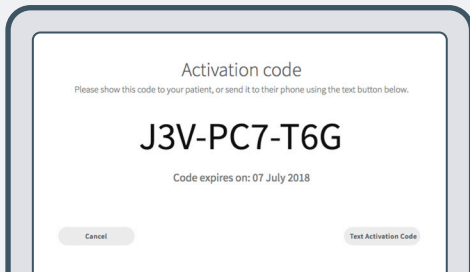 Activation code
Please show this code to your patient, or send it to their phone using the text button below.
J3V-PC7-T6G
Code expires on: 07 July 2018
Cancel
Text Activation Code